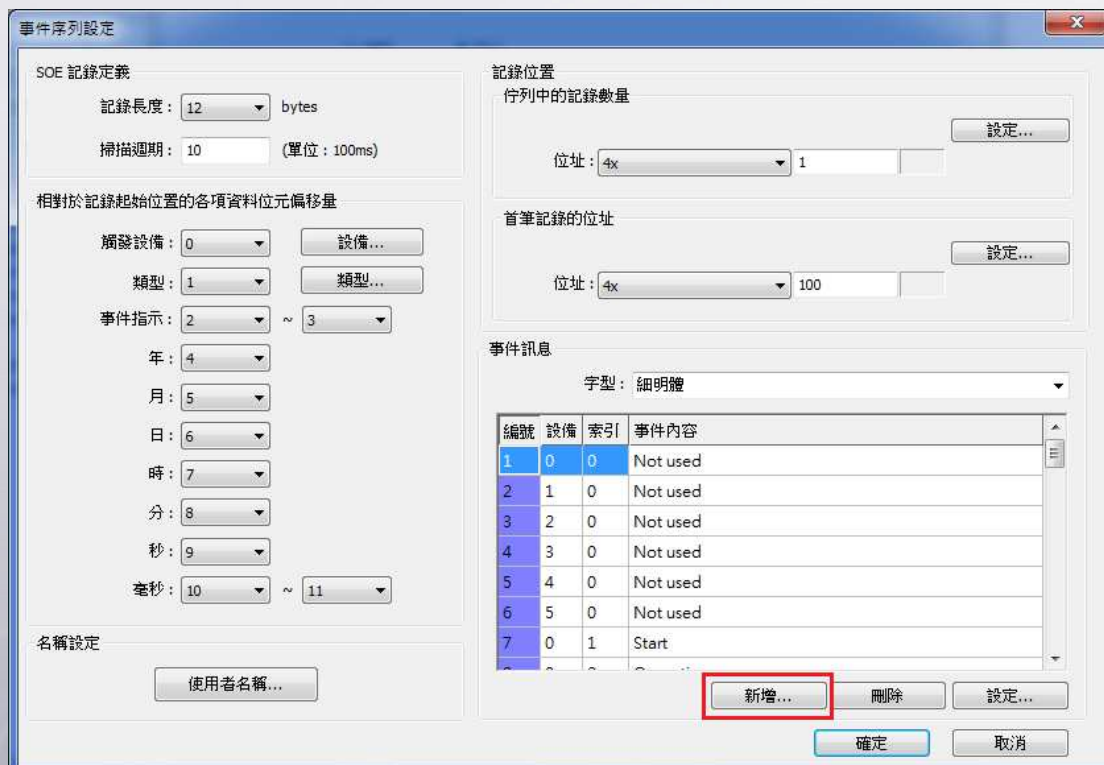 事件序列設定
SOE 記錄定義
記錄長度： 12 bytes
掃描週期： 10 (單位：100ms)
相對於記錄起始位置的各項資料位元偏移量
觸發設備： 0 設備...
類型： 1 類型...
事件指示： 2 ~ 3
年： 4
月： 5
日： 6
時： 7
分： 8
秒： 9
毫秒： 10 ~ 11
名稱設定
使用者名稱...
記錄位置
佇列中的記錄數量
設定...
位址： 4x 1
首筆記錄的位址
設定...
位址： 4x 100
事件訊息
字型： 細明體
編號 設備 索引 事件內容
1 0 0 Not used
2 1 0 Not used
3 2 0 Not used
4 3 0 Not used
5 4 0 Not used
6 5 0 Not used
7 0 1 Start
新增... 刪除 設定...
確定 取消